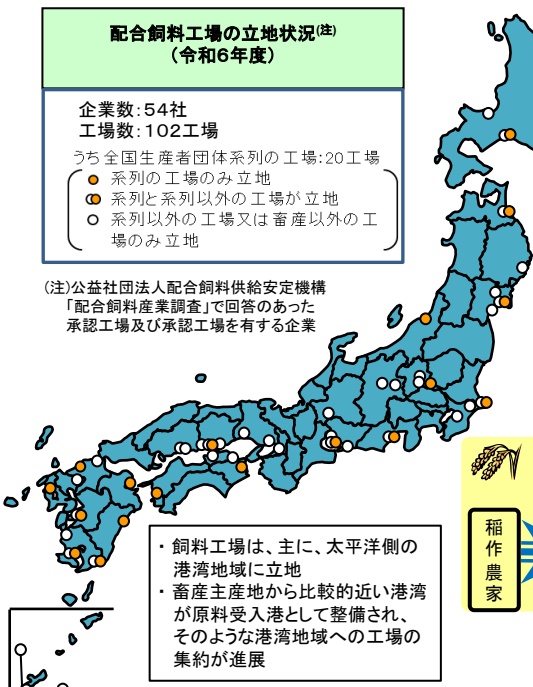 配合飼料工場の立地状況(注)
(令和6年度)
企業数:54社
工場数:102工場
うち全国生産者団体系列の工場:20工場
系列の工場のみ立地
系列と系列以外の工場が立地
系列以外の工場又は畜産以外の工
場のみ立地
(注)公益社団法人配合飼料供給安定機構
「配合飼料産業調査」で回答のあった
承認工場及び承認工場を有する企業
・ 飼料工場は、主に、太平洋側の
港湾地域に立地
・ 畜産主産地から比較的近い港湾
が原料受入港として整備され、
そのような港湾地域への工場の
集約が進展
稲作農家